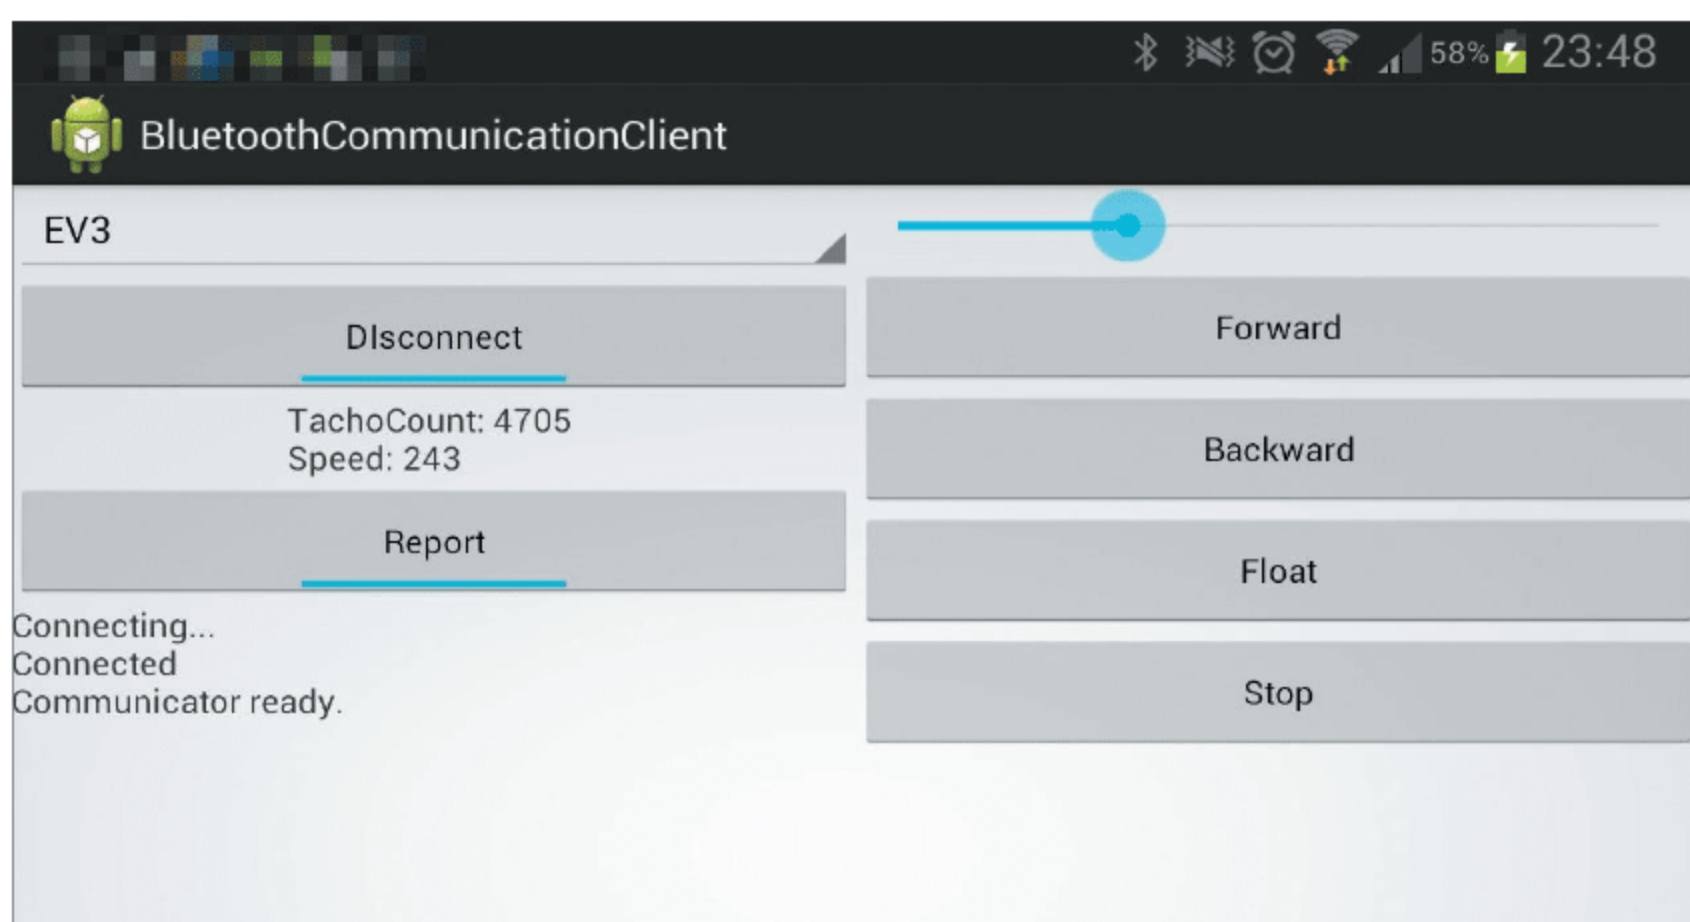 58% 23:48
BluetoothCommunicationClient
EV3
DIsconnect
TachoCount: 4705
Speed: 243
Report
Connecting...
Connected
Communicator ready.
Forward
Backward
Float
Stop